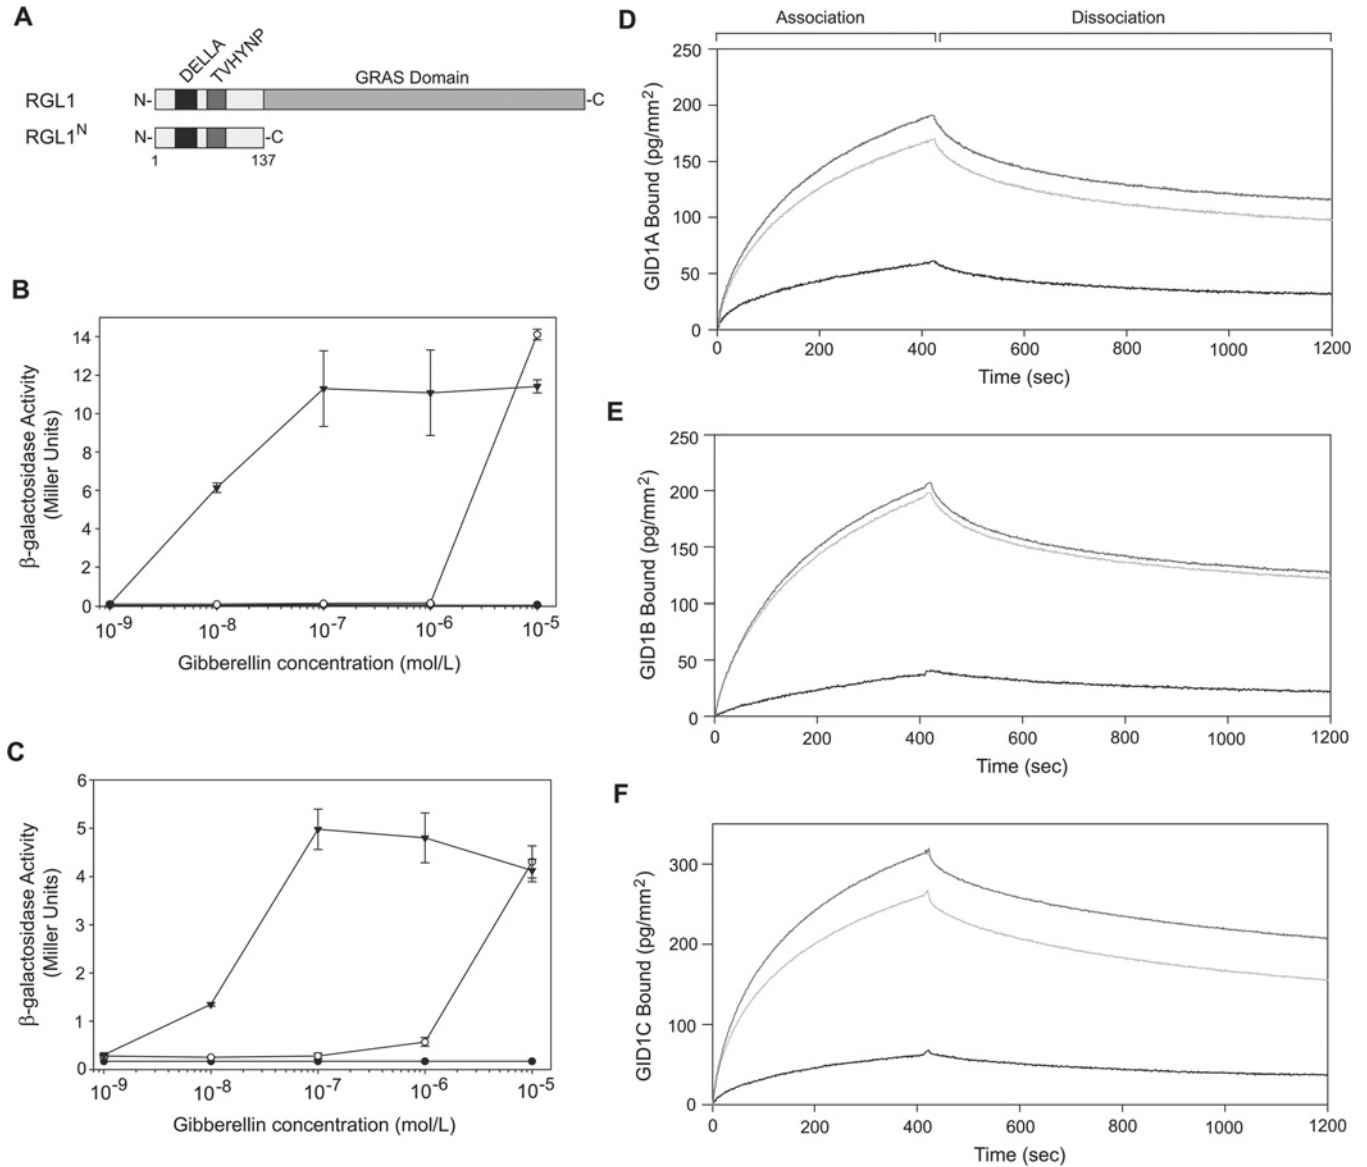 A
DELLA
TVHYNP
GRAS Domain
RGL1
N-
-C
RGL1N
N-
-C
1
137
B
β-galactosidase Activity
(Miller Units)
14
12
10
8
6
4
2
0
10-9
10-8
10-7
10-6
10-5
Gibberellin concentration (mol/L)
C
β-galactosidase Activity
(Miller Units)
6
5
4
3
2
1
0
10-9
10-8
10-7
10-6
10-5
Gibberellin concentration (mol/L)
D
Association
Dissociation
GID1A Bound (pg/mm2)
250
200
150
100
50
0
0
200
400
600
800
1000
1200
Time (sec)
E
GID1B Bound (pg/mm2)
250
200
150
100
50
0
0
200
400
600
800
1000
1200
Time (sec)
F
GID1C Bound (pg/mm2)
300
200
100
0
0
200
400
600
800
1000
1200
Time (sec)